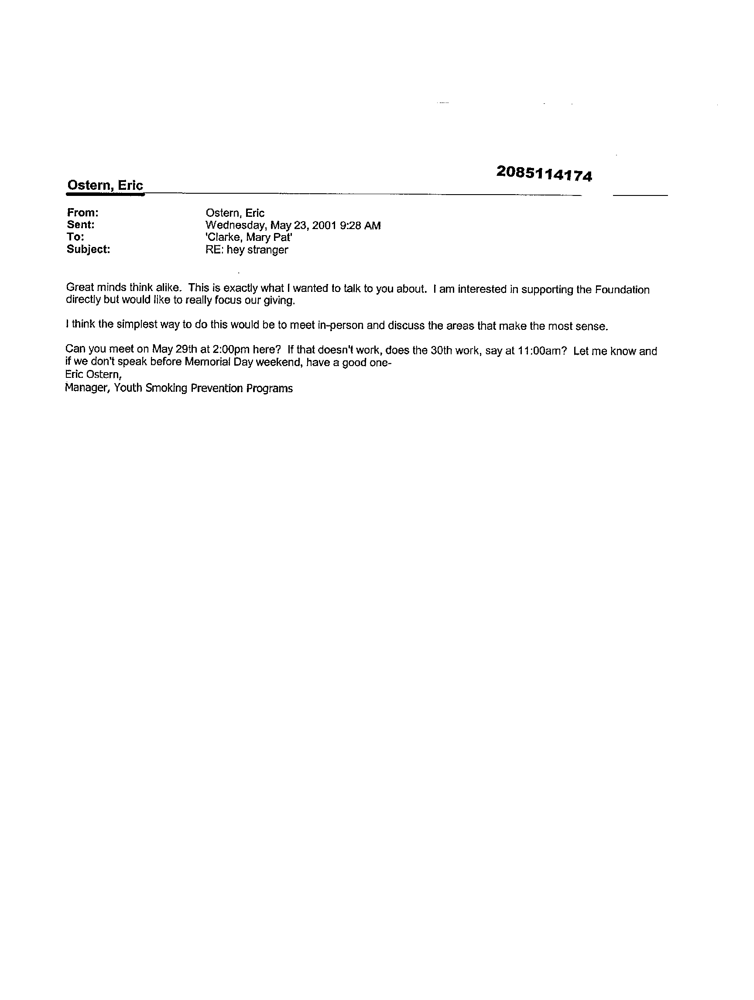 2085114174
Ostern, Eric
From: Ostern, Eric
Sent: Wednesday, May 23, 2001 9:28 AM
To: 'Clarke, Mary Pat'
Subject: RE: hey stranger
Great minds think alike.  This is exactly what I wanted to talk to you about.  I am interested in supporting the Foundation
directly but would like to really focus our giving.
I think the simplest way to do this would be to meet in-person and discuss the areas that make the most sense.
Can you meet on May 29th at 2:00pm here?  If that doesn't work, does the 30th work, say at 11:00am?  Let me know and
if we don't speak before Memorial Day weekend, have a good one-
Eric Ostern,
Manager, Youth Smoking Prevention Programs